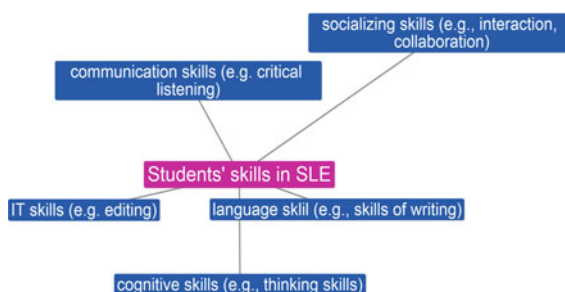 socializing skills (e.g., interaction,
collaboration)
communication skills (e.g. critical
listening)
Students' skills in SLE
IT skills (e.g. editing)
language sklil (e.g., skills of writing)
cognitive skills (e.g., thinking skills)